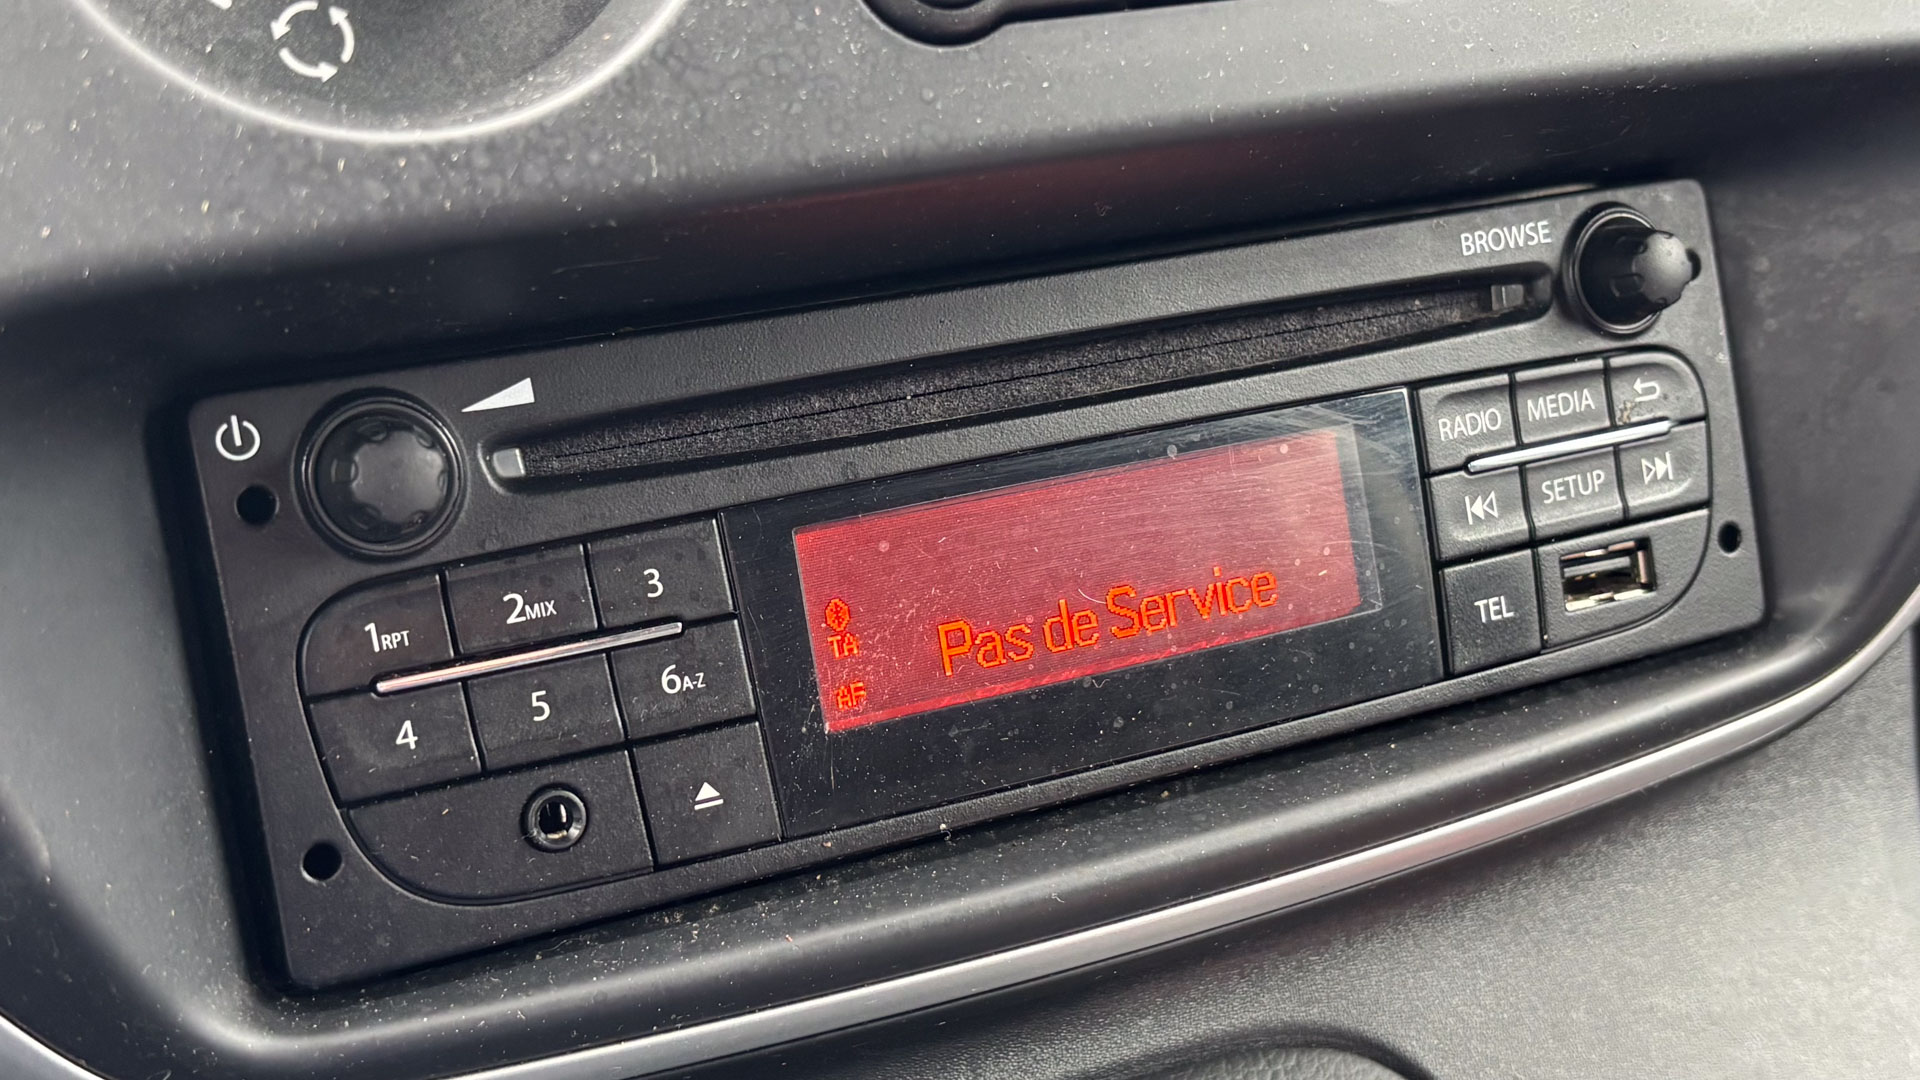 BROWSE
RADIO
MEDIA
SETUP
TEL
1RPT
2MIX
3
4
5
6A-Z
TA
AF
Pas de Service